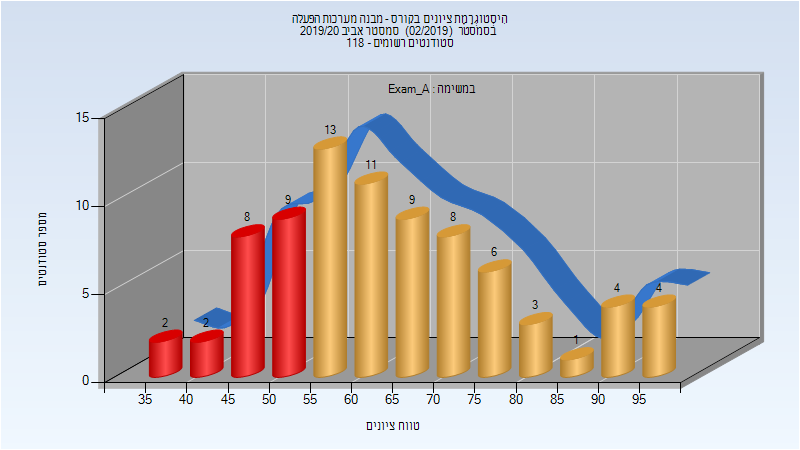 היסטוגרמת ציונים בקורס - מבנה מערכות הפעלה
בסמסטר (02/2019) סמסטר אביב 2019/20
סטודנטים רשומים - 118
במשימה : Exam_A
מספר סטודנטים
15
10
5
0
2
2
8
9
13
11
9
8
6
3
1
4
4
35 40 45 50 55 60 65 70 75 80 85 90 95
טווח ציונים